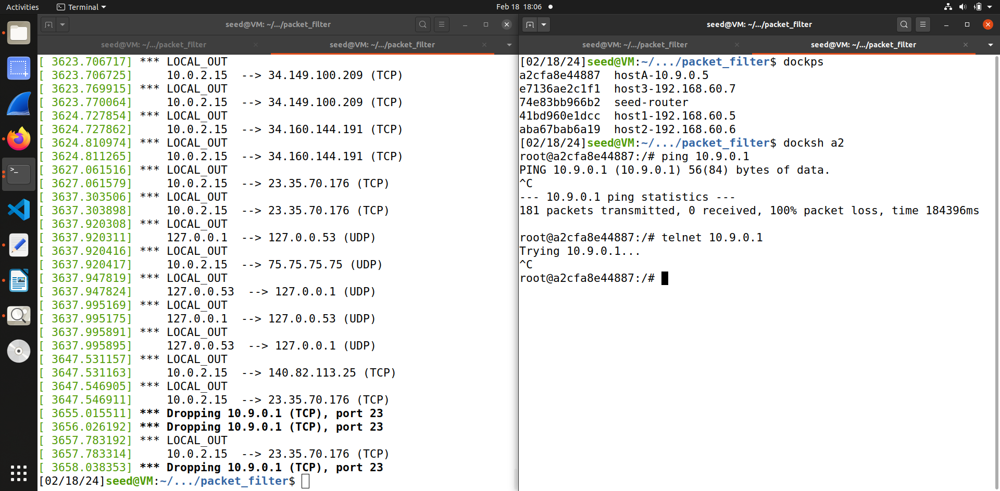 Activities
Terminal
Feb 18 18:06
seed@VM: ~/.../packet_filter
seed@VM: ~/.../packet_filter
seed@VM: ~/.../packet_filter
[ 3623.706717] *** LOCAL_OUT
[ 3623.706725]     10.0.2.15  --> 34.149.100.209 (TCP)
[ 3623.769915] *** LOCAL_OUT
[ 3623.770064]     10.0.2.15  --> 34.149.100.209 (TCP)
[ 3624.727854] *** LOCAL_OUT
[ 3624.727862]     10.0.2.15  --> 34.160.144.191 (TCP)
[ 3624.810974] *** LOCAL_OUT
[ 3624.811265]     10.0.2.15  --> 34.160.144.191 (TCP)
[ 3627.061516] *** LOCAL_OUT
[ 3627.061579]     10.0.2.15  --> 23.35.70.176 (TCP)
[ 3637.303506] *** LOCAL_OUT
[ 3637.303898]     10.0.2.15  --> 23.35.70.176 (TCP)
[ 3637.920308] *** LOCAL_OUT
[ 3637.920311]     127.0.0.1  --> 127.0.0.53 (UDP)
[ 3637.920416] *** LOCAL_OUT
[ 3637.920417]     10.0.2.15  --> 75.75.75.75 (UDP)
[ 3637.947819] *** LOCAL_OUT
[ 3637.947824]     127.0.0.53  --> 127.0.0.1 (UDP)
[ 3637.995169] *** LOCAL_OUT
[ 3637.995175]     127.0.0.1  --> 127.0.0.53 (UDP)
[ 3637.995891] *** LOCAL_OUT
[ 3637.995895]     127.0.0.53  --> 127.0.0.1 (UDP)
[ 3647.531157] *** LOCAL_OUT
[ 3647.531163]     10.0.2.15  --> 140.82.113.25 (TCP)
[ 3647.546905] *** LOCAL_OUT
[ 3647.546911]     10.0.2.15  --> 23.35.70.176 (TCP)
[ 3655.015511] *** Dropping 10.9.0.1 (TCP), port 23
[ 3656.026192] *** Dropping 10.9.0.1 (TCP), port 23
[ 3657.783192] *** LOCAL_OUT
[ 3657.783314]     10.0.2.15  --> 23.35.70.176 (TCP)
[ 3658.038353] *** Dropping 10.9.0.1 (TCP), port 23
[02/18/24]seed@VM:~/.../packet_filter$
seed@VM: ~/.../packet_filter
seed@VM: ~/.../packet_filter
seed@VM: ~/.../packet_filter
[02/18/24]seed@VM:~/.../packet_filter$ dockps
a2cfa8e44887  hostA-10.9.0.5
e7136ae2c1f1  host3-192.168.60.7
74e83bb966b2  seed-router
41bd960e1dcc  host1-192.168.60.5
aba67bab6a19  host2-192.168.60.6
[02/18/24]seed@VM:~/.../packet_filter$ docksh a2
root@a2cfa8e44887:/# ping 10.9.0.1
PING 10.9.0.1 (10.9.0.1) 56(84) bytes of data.
^C
--- 10.9.0.1 ping statistics ---
181 packets transmitted, 0 received, 100% packet loss, time 184396ms
root@a2cfa8e44887:/# telnet 10.9.0.1
Trying 10.9.0.1...
^C
root@a2cfa8e44887:/#